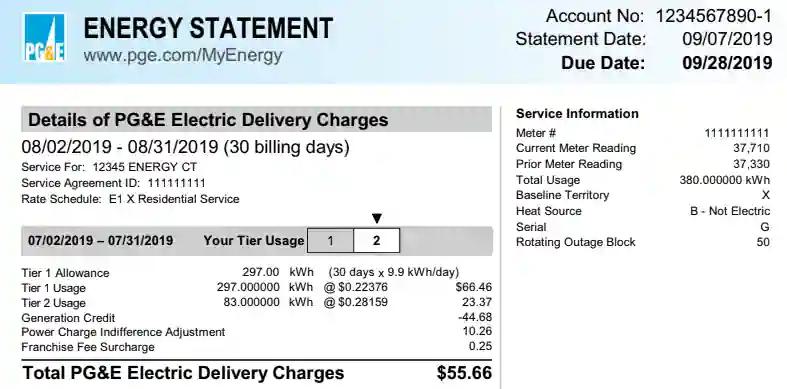 PG&E
ENERGY STATEMENT
www.pge.com/MyEnergy
Account No: 1234567890-1
Statement Date: 09/07/2019
Due Date: 09/28/2019
Details of PG&E Electric Delivery Charges
08/02/2019 - 08/31/2019 (30 billing days)
Service For: 12345 ENERGY CT
Service Agreement ID: 111111111
Rate Schedule: E1 X Residential Service
07/02/2019 – 07/31/2019 Your Tier Usage 1 2
Tier 1 Allowance 297.00 kWh (30 days x 9.9 kWh/day)
Tier 1 Usage 297.000000 kWh @ $0.22376 $66.46
Tier 2 Usage 83.000000 kWh @ $0.28159 23.37
Generation Credit -44.68
Power Charge Indifference Adjustment 10.26
Franchise Fee Surcharge 0.25
Total PG&E Electric Delivery Charges $55.66
Service Information
Meter # 1111111111
Current Meter Reading 37,710
Prior Meter Reading 37,330
Total Usage 380.000000 kWh
Baseline Territory X
Heat Source B - Not Electric
Serial G
Rotating Outage Block 50